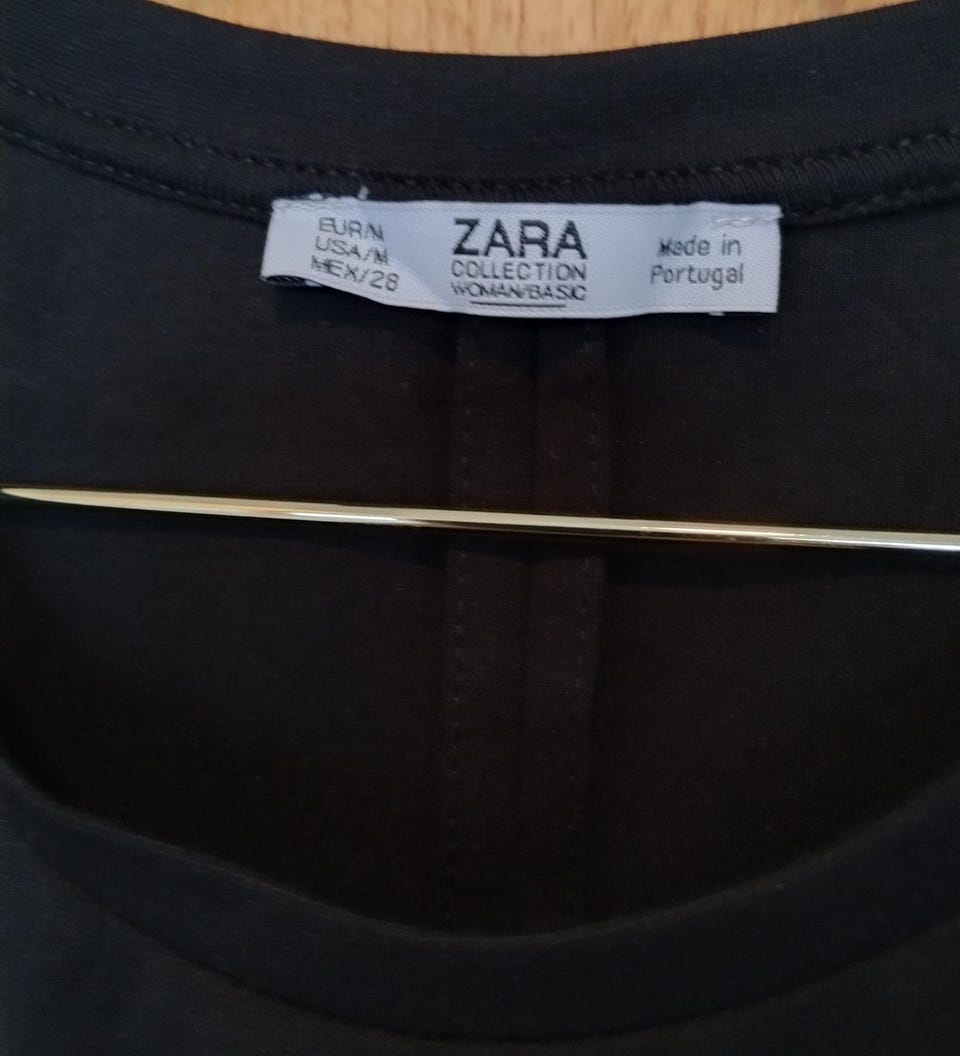 EUR/M
USA/M
MEX/28
ZARA
COLLECTION
WOMAN/BASIC
Made in
Portugal